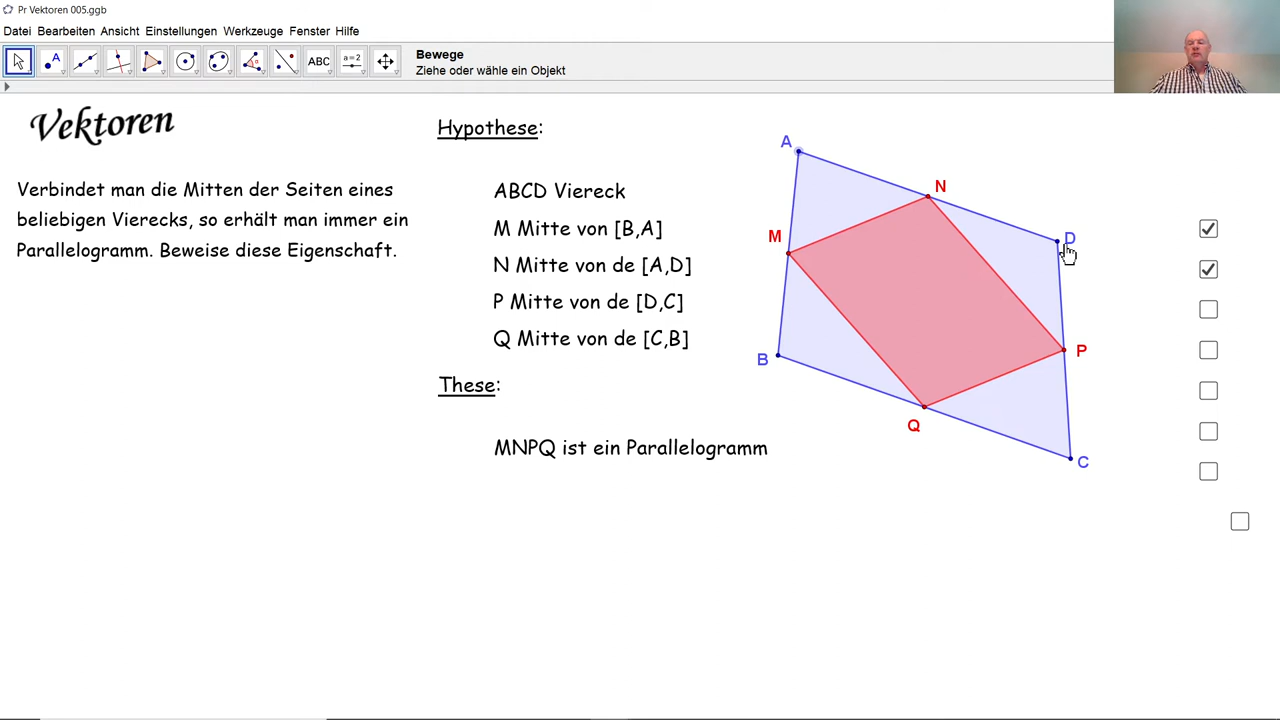 Pr Vektoren 005.ggb
Datei Bearbeiten Ansicht Einstellungen Werkzeuge Fenster Hilfe
A
ABC
a=2
Bewege
Ziehe oder wähle ein Objekt
Vektoren
Verbindet man die Mitten der Seiten eines
beliebigen Vierecks, so erhält man immer ein
Parallelogramm. Beweise diese Eigenschaft.
Hypothese:
ABCD Viereck
M Mitte von [B,A]
N Mitte von de [A,D]
P Mitte von de [D,C]
Q Mitte von de [C,B]
These:
MNPQ ist ein Parallelogramm
A
N
M
D
B
P
Q
C